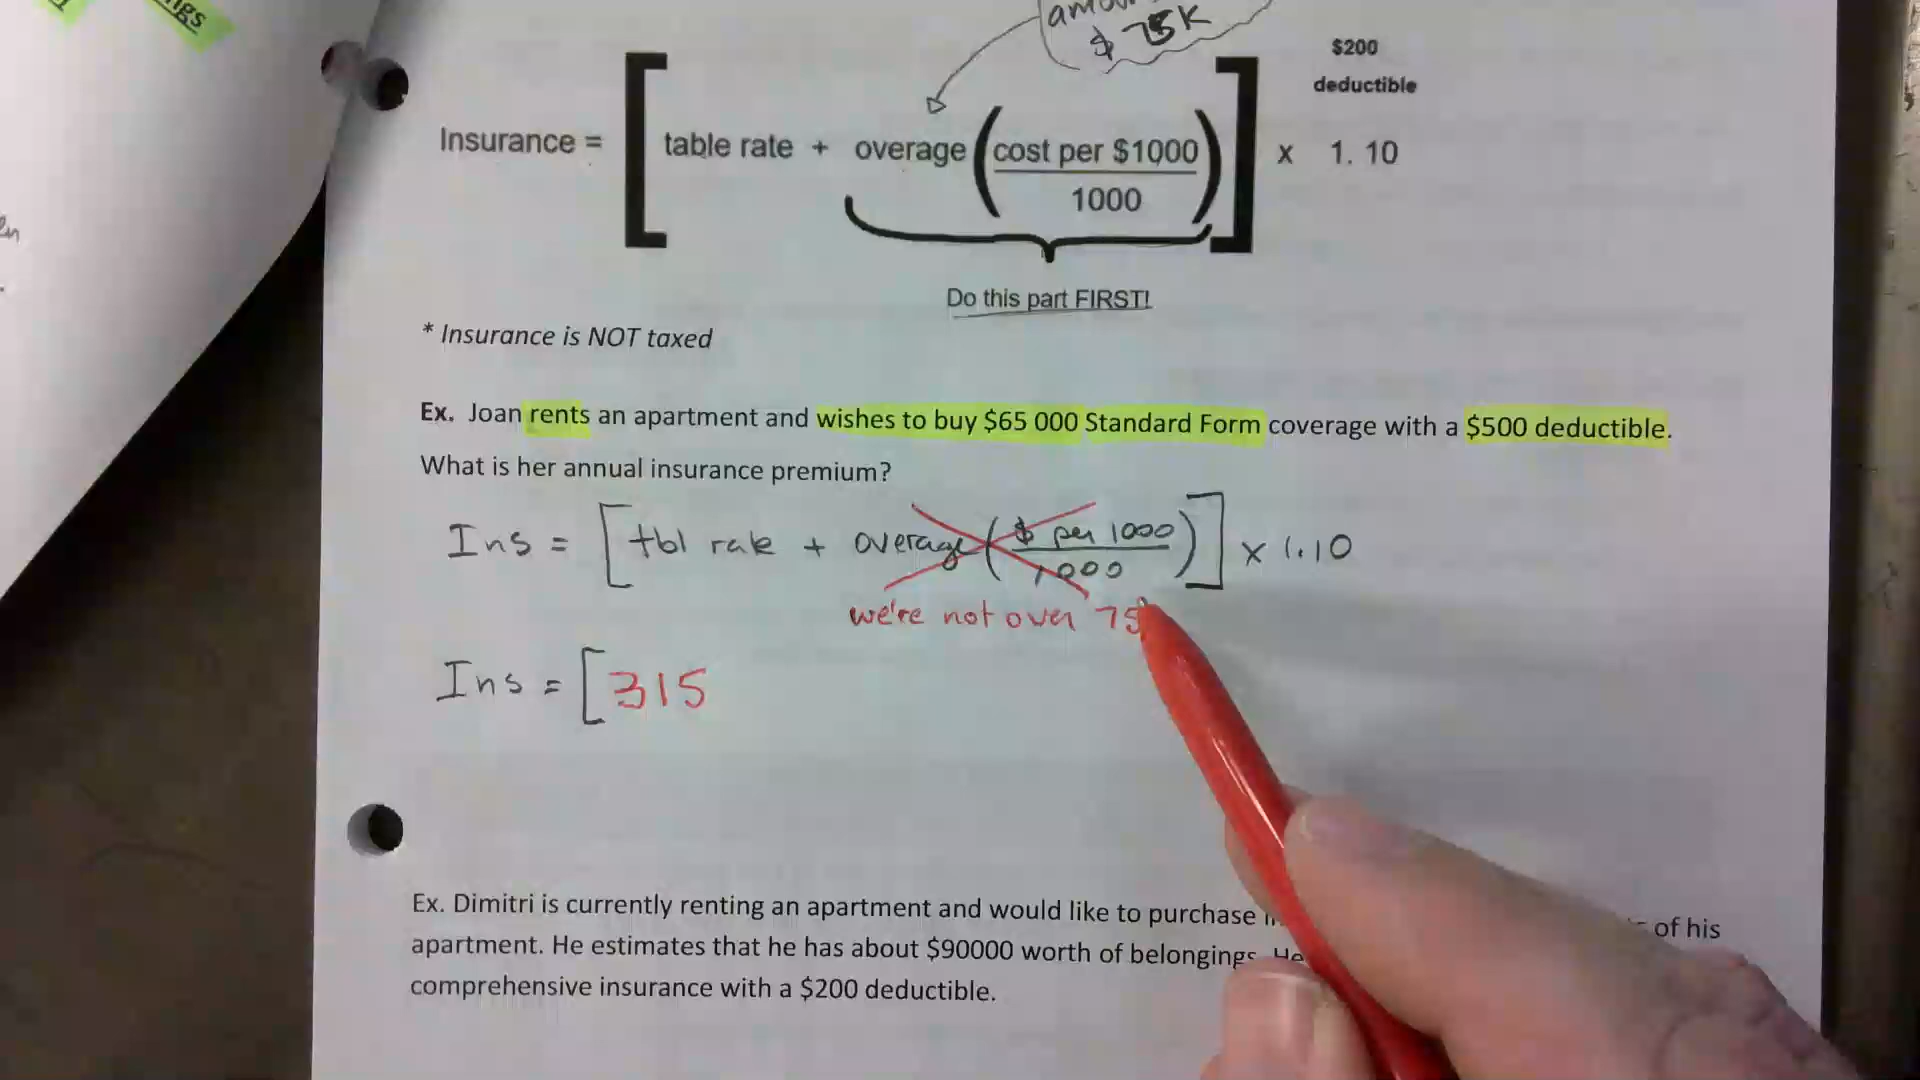 $75K
$200
deductible
Insurance = [ table rate + overage ( cost per $1000 / 1000 ) ] x 1. 10
Do this part FIRST!
* Insurance is NOT taxed
Ex. Joan rents an apartment and wishes to buy $65 000 Standard Form coverage with a $500 deductible.
What is her annual insurance premium?
Ins = [ tbl rate + overage ( $ per 1000 / 1000 ) ] x 1.10
we're not over 75
Ins = [ 315
Ex. Dimitri is currently renting an apartment and would like to purchase of his
apartment. He estimates that he has about $90000 worth of belongings. He
comprehensive insurance with a $200 deductible.